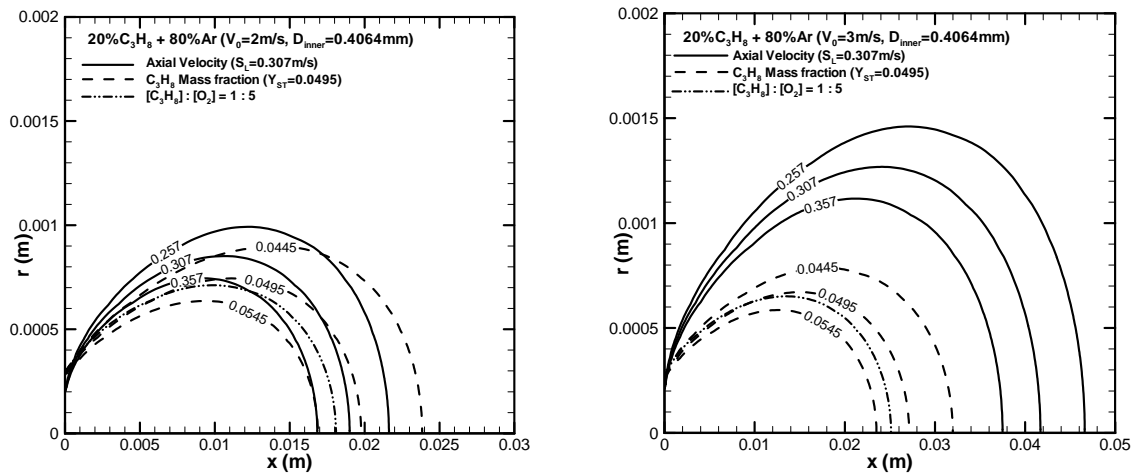 0.002
20%C3H8 + 80%Ar (V0=2m/s, Dinner=0.4064mm)
Axial Velocity (SL=0.307m/s)
C3H8 Mass fraction (YST=0.0495)
[C3H8] : [O2] = 1 : 5
0.0015
r (m)
0.001
0.257
0.0445
0.307
0.357
0.0495
0.0005
0.0545
0
0 0.005 0.01 0.015 0.02 0.025 0.03
x (m)
0.002
20%C3H8 + 80%Ar (V0=3m/s, Dinner=0.4064mm)
Axial Velocity (SL=0.307m/s)
C3H8 Mass fraction (YST=0.0495)
[C3H8] : [O2] = 1 : 5
0.0015
r (m)
0.257
0.307
0.357
0.001
0.0445
0.0495
0.0005
0.0545
0
0 0.01 0.02 0.03 0.04 0.05
x (m)